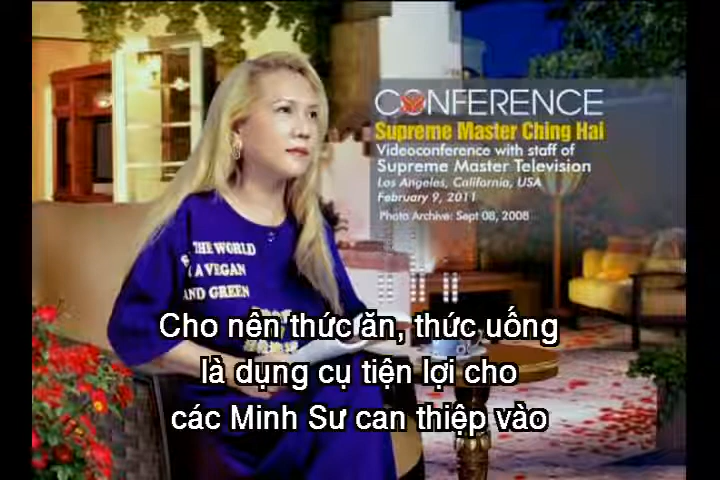 CONFERENCE
Supreme Master Ching Hai
Videoconference with staff of
Supreme Master Television
Los Angeles, California, USA
February 9, 2011
Photo Archive: Sept 08, 2008
THE WORLD
A VEGAN
AND GREEN
Cho nên thức ăn, thức uống
là dụng cụ tiện lợi cho
các Minh Sư can thiệp vào